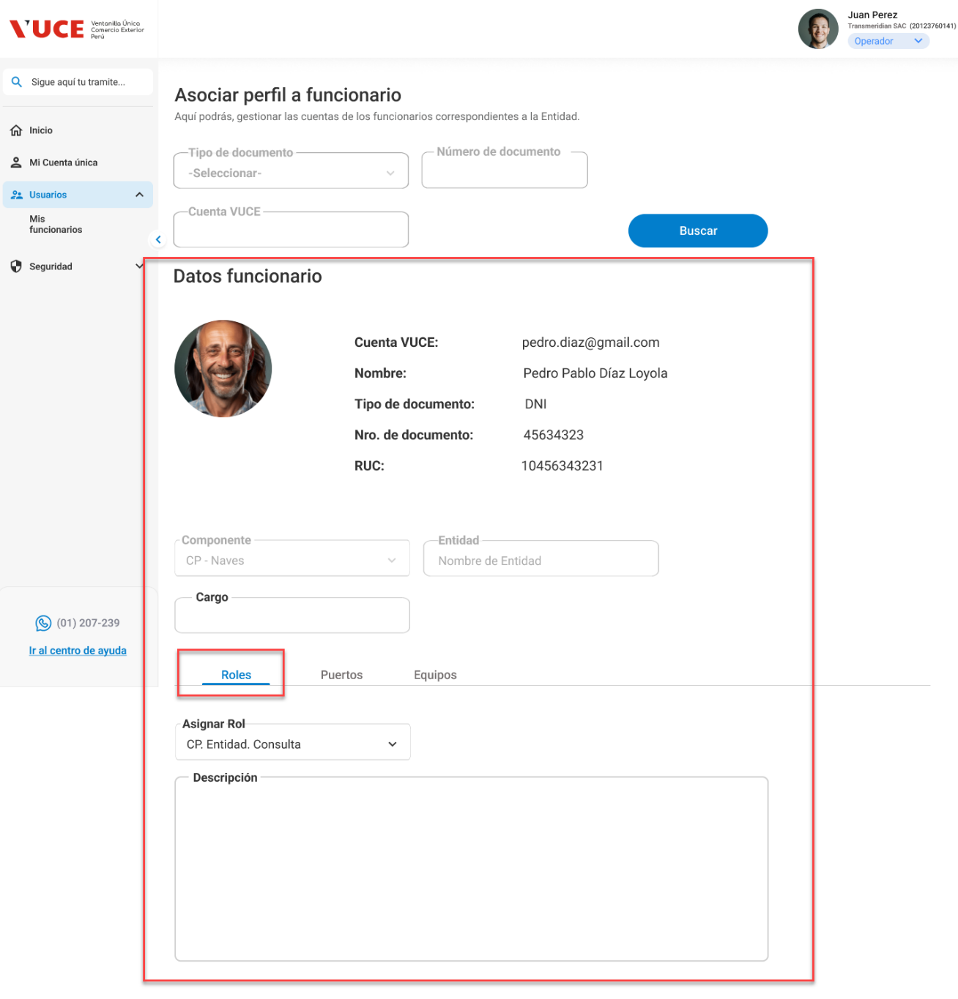 VUCE
Ventanilla Única
Comercio Exterior
Perú
Juan Perez
Transmeridian SAC (20123760141)
Operador
Sigue aquí tu tramite...
Inicio
Mi Cuenta única
Usuarios
Mis
funcionarios
Seguridad
(01) 207-239
Ir al centro de ayuda
Asociar perfil a funcionario
Aquí podrás, gestionar las cuentas de los funcionarios correspondientes a la Entidad.
Tipo de documento
-Seleccionar-
Número de documento
Cuenta VUCE
Buscar
Datos funcionario
Cuenta VUCE: pedro.diaz@gmail.com
Nombre: Pedro Pablo Díaz Loyola
Tipo de documento: DNI
Nro. de documento: 45634323
RUC: 10456343231
Componente
CP - Naves
Entidad
Nombre de Entidad
Cargo
Roles Puertos Equipos
Asignar Rol
CP. Entidad. Consulta
Descripción